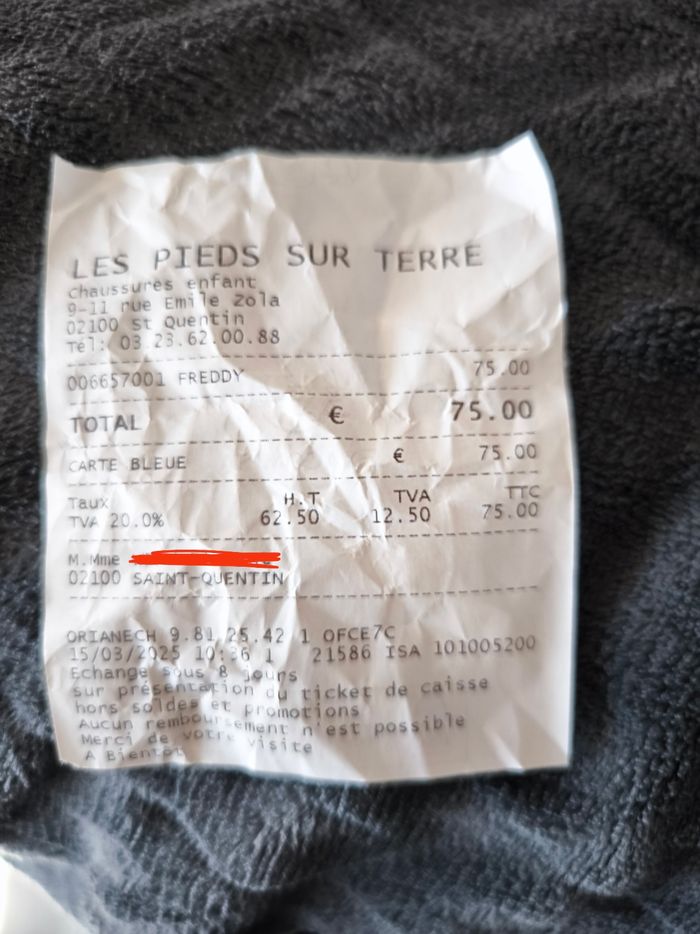 LES PIEDS SUR TERRE
Chaussures enfant
9-11 rue Emile Zola
02100 St Quentin
Tél: 03.23.62.00.88
006657001 FREDDY 75.00
TOTAL € 75.00
CARTE BLEUE € 75.00
Taux H.T TVA TTC
TVA 20.0% 62.50 12.50 75.00
M.Mme
02100 SAINT-QUENTIN
ORIANECH 9.81.25.42 1 OFCE7C
15/03/2025 10:36 1 21586 ISA 101005200
Echange sous 8 jours
sur présentation du ticket de caisse
hors soldes et promotions
Aucun remboursement n'est possible
Merci de votre visite
A Bientôt